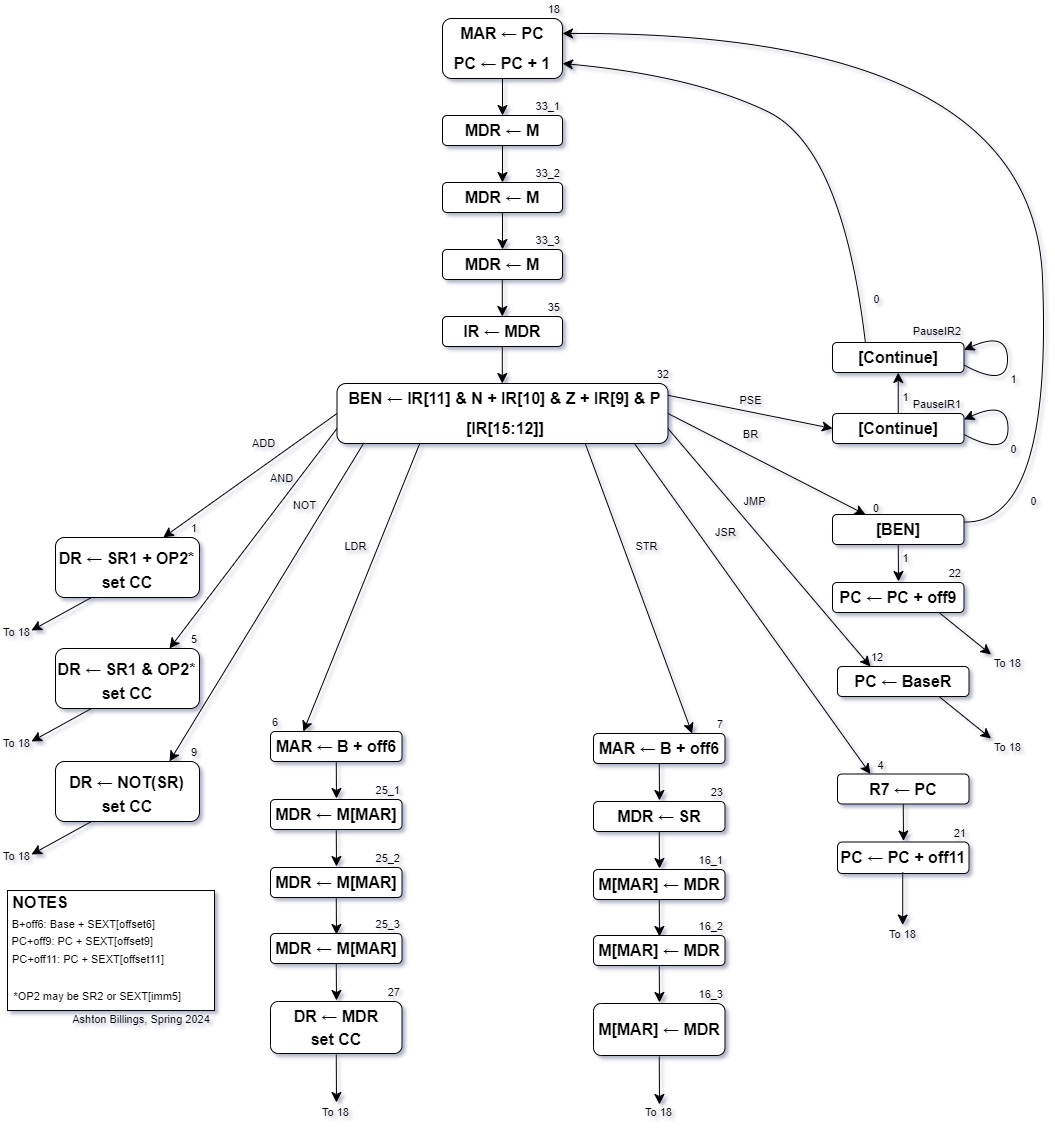 18
MAR ← PC
PC ← PC + 1
33_1
MDR ← M
33_2
MDR ← M
33_3
MDR ← M
35
IR ← MDR
32
BEN ← IR[11] & N + IR[10] & Z + IR[9] & P
[IR[15:12]]
0
PauseIR2
[Continue]
1
1
PauseIR1
[Continue]
0
PSE
BR
JMP
JSR
STR
LDR
NOT
AND
ADD
0
0
[BEN]
1
22
PC ← PC + off9
To 18
12
PC ← BaseR
To 18
4
R7 ← PC
21
PC ← PC + off11
To 18
1
DR ← SR1 + OP2*
set CC
To 18
5
DR ← SR1 & OP2*
set CC
To 18
9
DR ← NOT(SR)
set CC
To 18
6
MAR ← B + off6
25_1
MDR ← M[MAR]
25_2
MDR ← M[MAR]
25_3
MDR ← M[MAR]
27
DR ← MDR
set CC
To 18
7
MAR ← B + off6
23
MDR ← SR
16_1
M[MAR] ← MDR
16_2
M[MAR] ← MDR
16_3
M[MAR] ← MDR
To 18
NOTES
B+off6: Base + SEXT[offset6]
PC+off9: PC + SEXT[offset9]
PC+off11: PC + SEXT[offset11]
*OP2 may be SR2 or SEXT[imm5]
Ashton Billings, Spring 2024